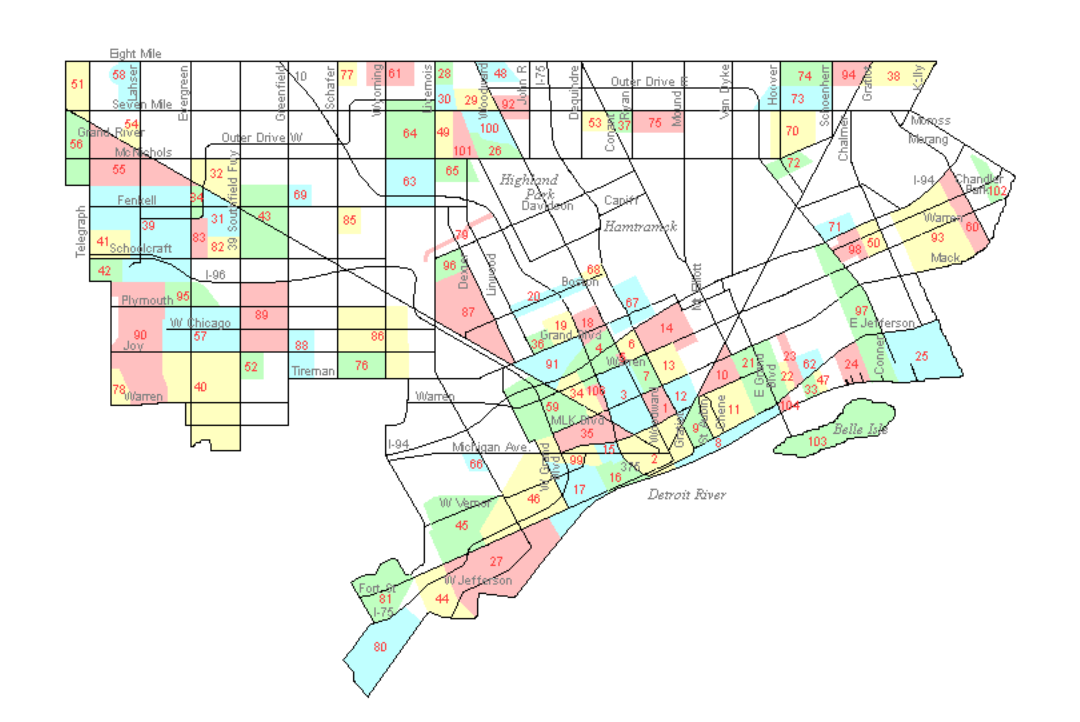 Eight Mile
51
58
Lahser
Evergreen
Greenfield
10
Schafer
77
Wyoming
61
Livernois
28
Woodward
48
John R
I-75
Dequindre
Outer Drive E
Ryan
Mound
Van Dyke
Hoover
74
Schoenherr
94
Gratiot
38
Kelly
Seven Mile
30
29
92
73
54
Grand River
56
Outer Drive W
64
49
100
53
Conant
37
75
70
Chalmers
Morang
McNichols
101
26
55
32
65
72
I-94
Chandler
Park
102
Highland
Park
63
Fenkell
84
69
Davidson
Caniff
39
31
43
85
Hamtramck
71
Warren
60
Telegraph
41
83
82
39 Southfield Fwy
79
98
50
93
Schoolcraft
Mack
42
I-96
96
Dexter
Linwood
68
Boston
Mt Elliott
Plymouth
95
20
67
97
89
87
19
18
14
E Jefferson
W Chicago
90
57
88
86
Grand Blvd
36
4
6
5
Joy
91
Warren
13
10
21
23
62
24
Conner
25
52
Tireman
76
7
E Grand
Blvd
22
47
33
78
40
Warren
34
106
3
12
59
1
11
Chene
104
MLK Blvd
35
Woodward
Gratiot
9
St Aubin
8
Belle Isle
103
I-94
Michigan Ave.
15
66
W Grand
Blvd
99
375
2
16
17
46
Detroit River
W Vernor
45
27
Fort St
81
W Jefferson
I-75
44
80